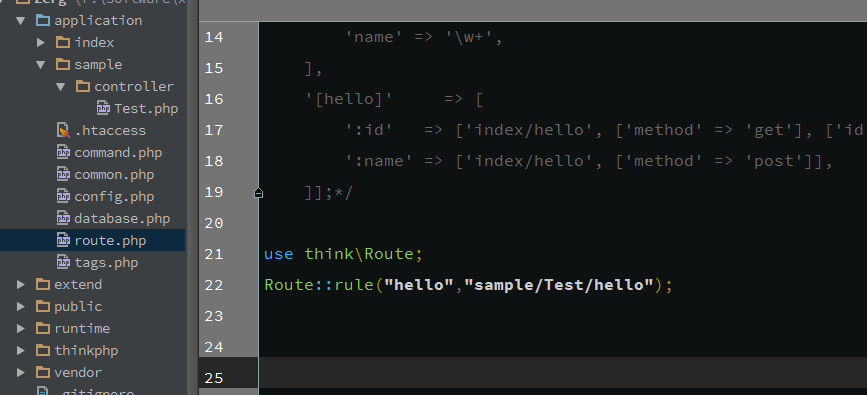 application
index
sample
controller
Test.php
.htaccess
command.php
common.php
config.php
database.php
route.php
tags.php
extend
public
runtime
thinkphp
vendor
.gitignore
14 'name' => '\w+',
15 ],
16 '[hello]' => [
17 ':id' => ['index/hello', ['method' => 'get'], ['id
18 ':name' => ['index/hello', ['method' => 'post']],
19 ]];*/
20
21 use think\Route;
22 Route::rule("hello","sample/Test/hello");
23
24
25